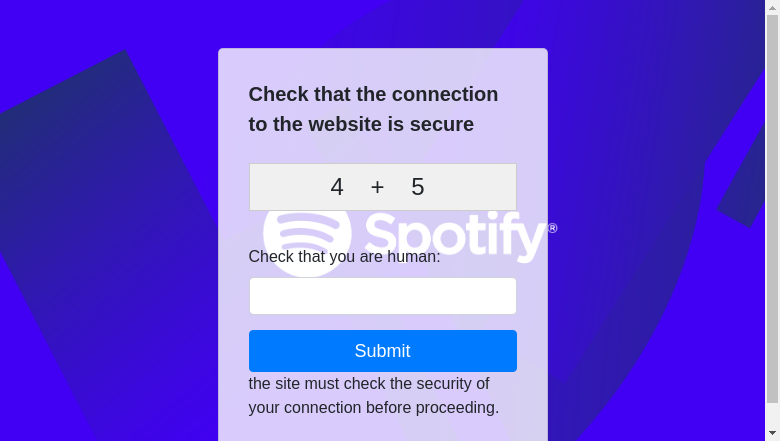 Check that the connection
to the website is secure
4 + 5
Spotify®
Check that you are human:
Submit
the site must check the security of
your connection before proceeding.